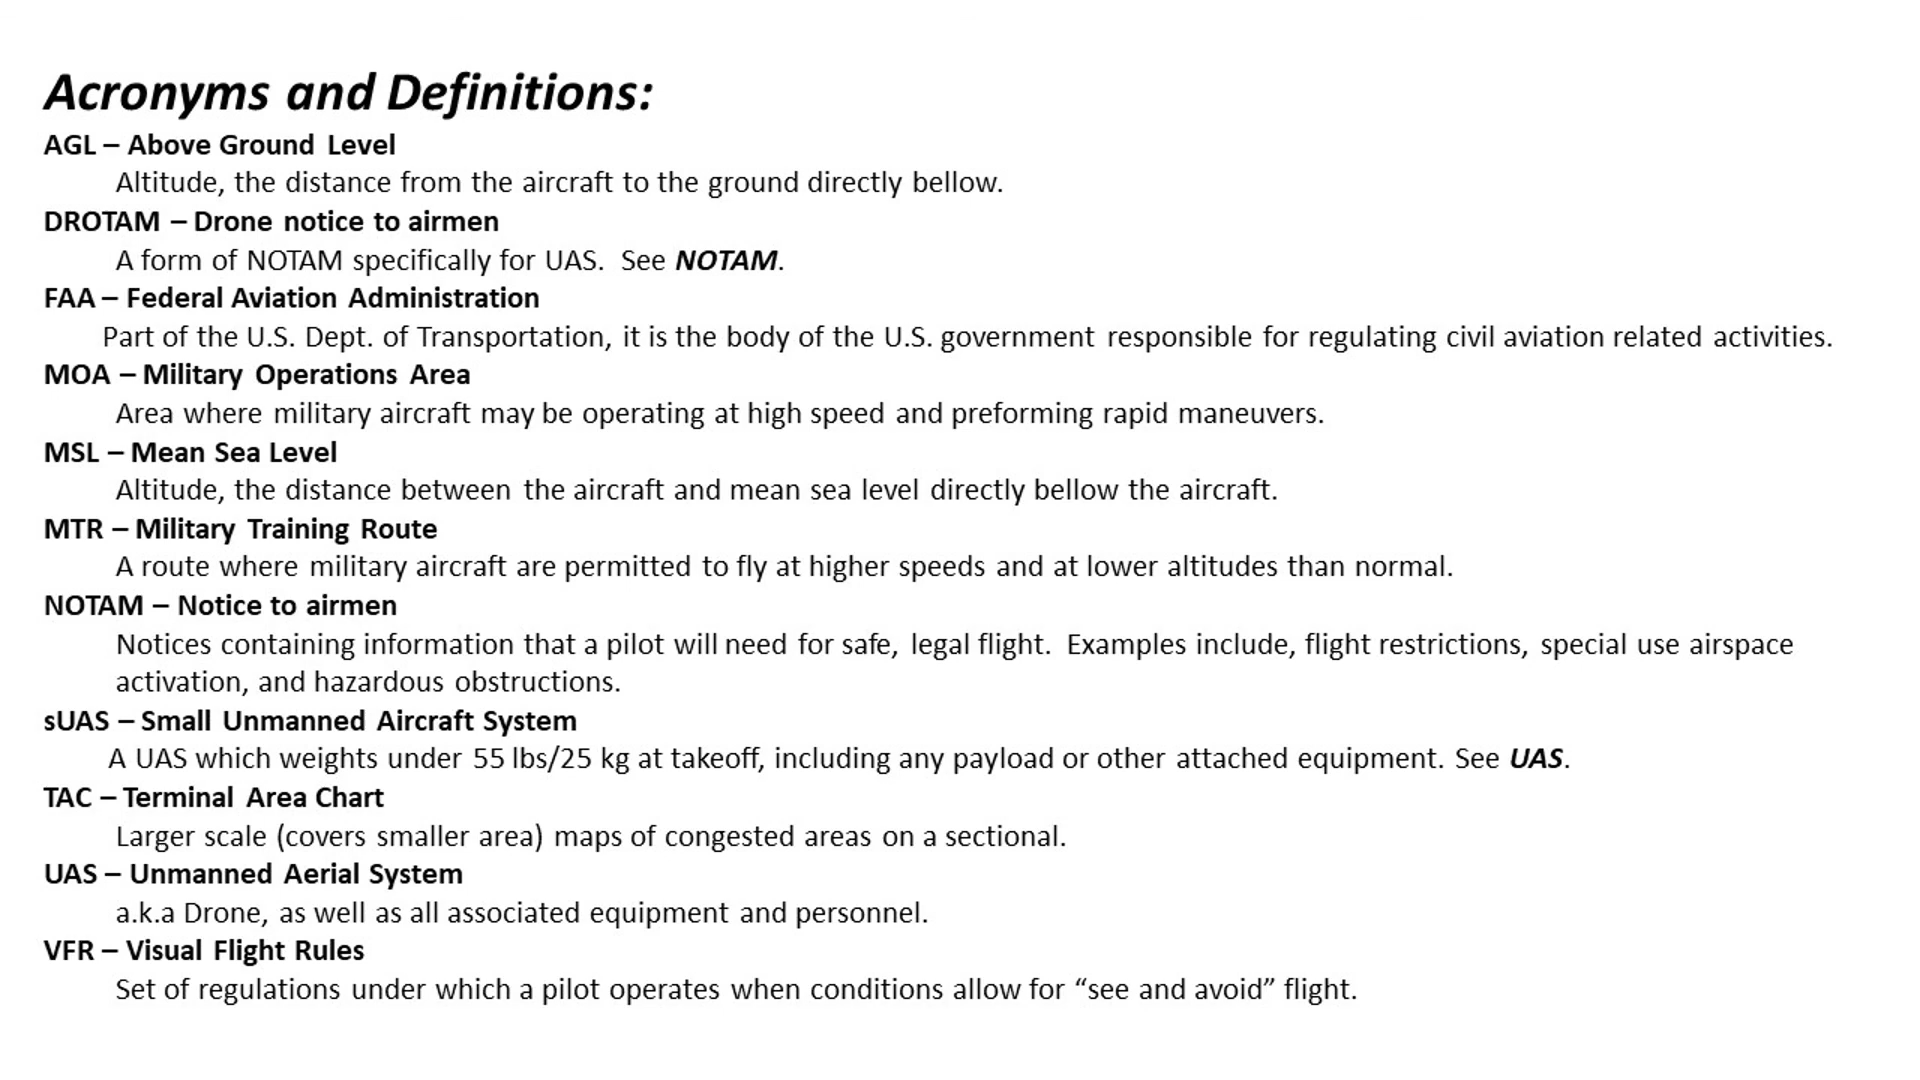 Acronyms and Definitions:
AGL – Above Ground Level
Altitude, the distance from the aircraft to the ground directly bellow.
DROTAM – Drone notice to airmen
A form of NOTAM specifically for UAS.  See NOTAM.
FAA – Federal Aviation Administration
Part of the U.S. Dept. of Transportation, it is the body of the U.S. government responsible for regulating civil aviation related activities.
MOA – Military Operations Area
Area where military aircraft may be operating at high speed and preforming rapid maneuvers.
MSL – Mean Sea Level
Altitude, the distance between the aircraft and mean sea level directly bellow the aircraft.
MTR – Military Training Route
A route where military aircraft are permitted to fly at higher speeds and at lower altitudes than normal.
NOTAM – Notice to airmen
Notices containing information that a pilot will need for safe, legal flight.  Examples include, flight restrictions, special use airspace
activation, and hazardous obstructions.
sUAS – Small Unmanned Aircraft System
A UAS which weights under 55 lbs/25 kg at takeoff, including any payload or other attached equipment. See UAS.
TAC – Terminal Area Chart
Larger scale (covers smaller area) maps of congested areas on a sectional.
UAS – Unmanned Aerial System
a.k.a Drone, as well as all associated equipment and personnel.
VFR – Visual Flight Rules
Set of regulations under which a pilot operates when conditions allow for “see and avoid” flight.